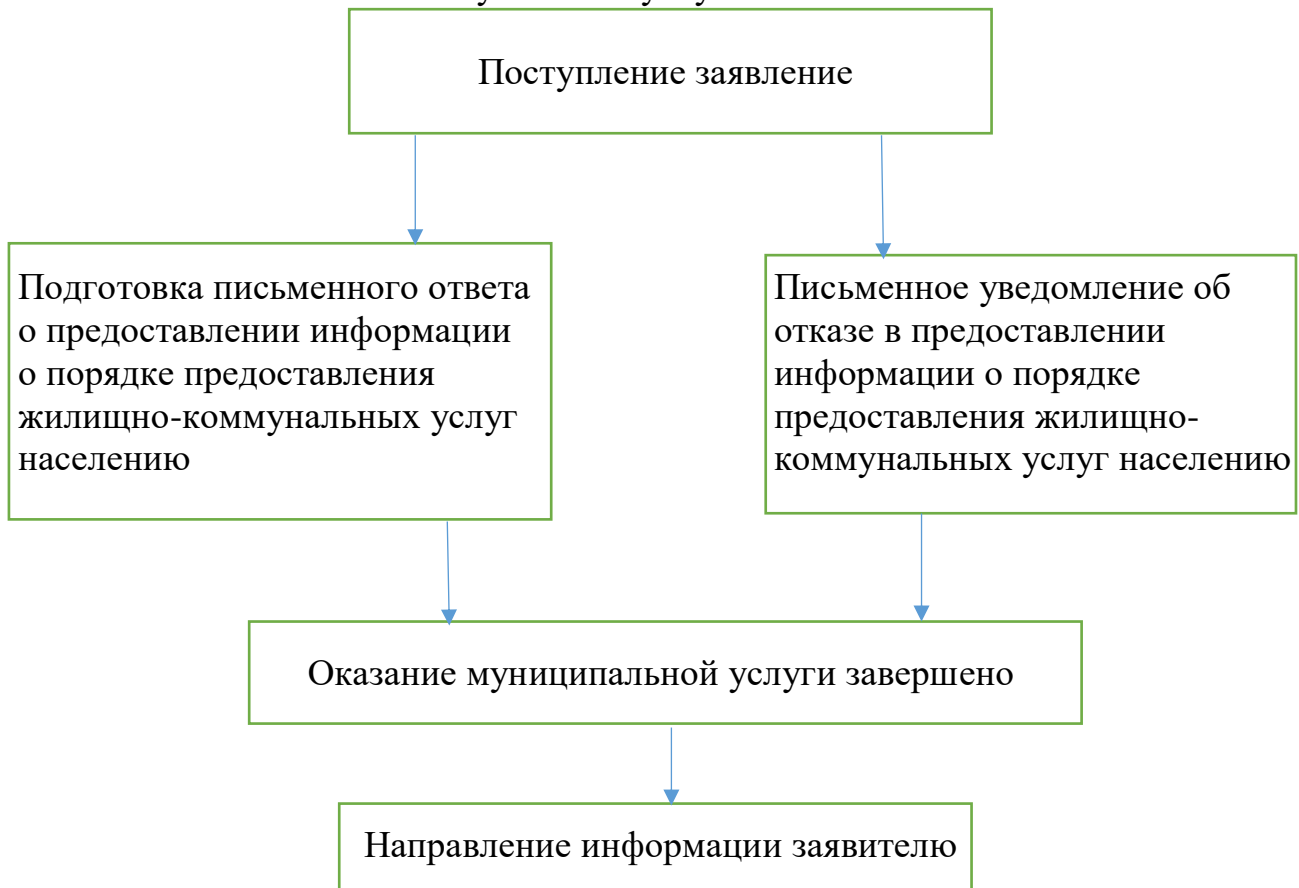 Поступление заявление
Подготовка письменного ответа
о предоставлении информации
о порядке предоставления
жилищно-коммунальных услуг
населению
Письменное уведомление об
отказе в предоставлении
информации о порядке
предоставления жилищно-
коммунальных услуг населению
Оказание муниципальной услуги завершено
Направление информации заявителю